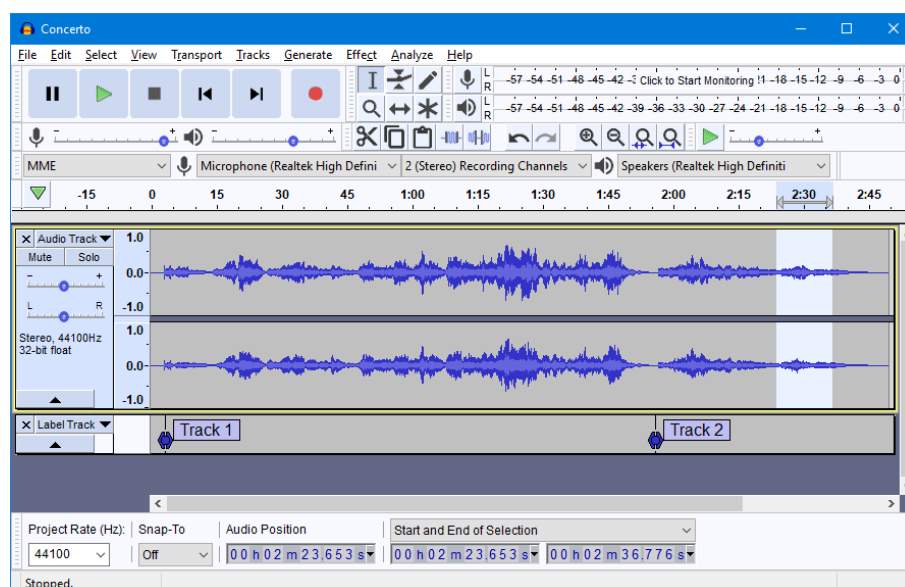 Concerto
File Edit Select View Transport Tracks Generate Effect Analyze Help
L R -57 -54 -51 -48 -45 -42 -3 Click to Start Monitoring !1 -18 -15 -12 -9 -6 -3 0
L R -57 -54 -51 -48 -45 -42 -39 -36 -33 -30 -27 -24 -21 -18 -15 -12 -9 -6 -3 0
- + - + - +
MME Microphone (Realtek High Defini 2 (Stereo) Recording Channels Speakers (Realtek High Definiti
-15 0 15 30 45 1:00 1:15 1:30 1:45 2:00 2:15 2:30 2:45
X Audio Track 1.0
Mute Solo
- + 0.0
L R -1.0
Stereo, 44100Hz 1.0
32-bit float
0.0
-1.0
X Label Track Track 1 Track 2
Project Rate (Hz): Snap-To Audio Position Start and End of Selection
44100 Off 00 h 02 m 23.653 s 00 h 02 m 23.653 s 00 h 02 m 36.776 s
Stopped.